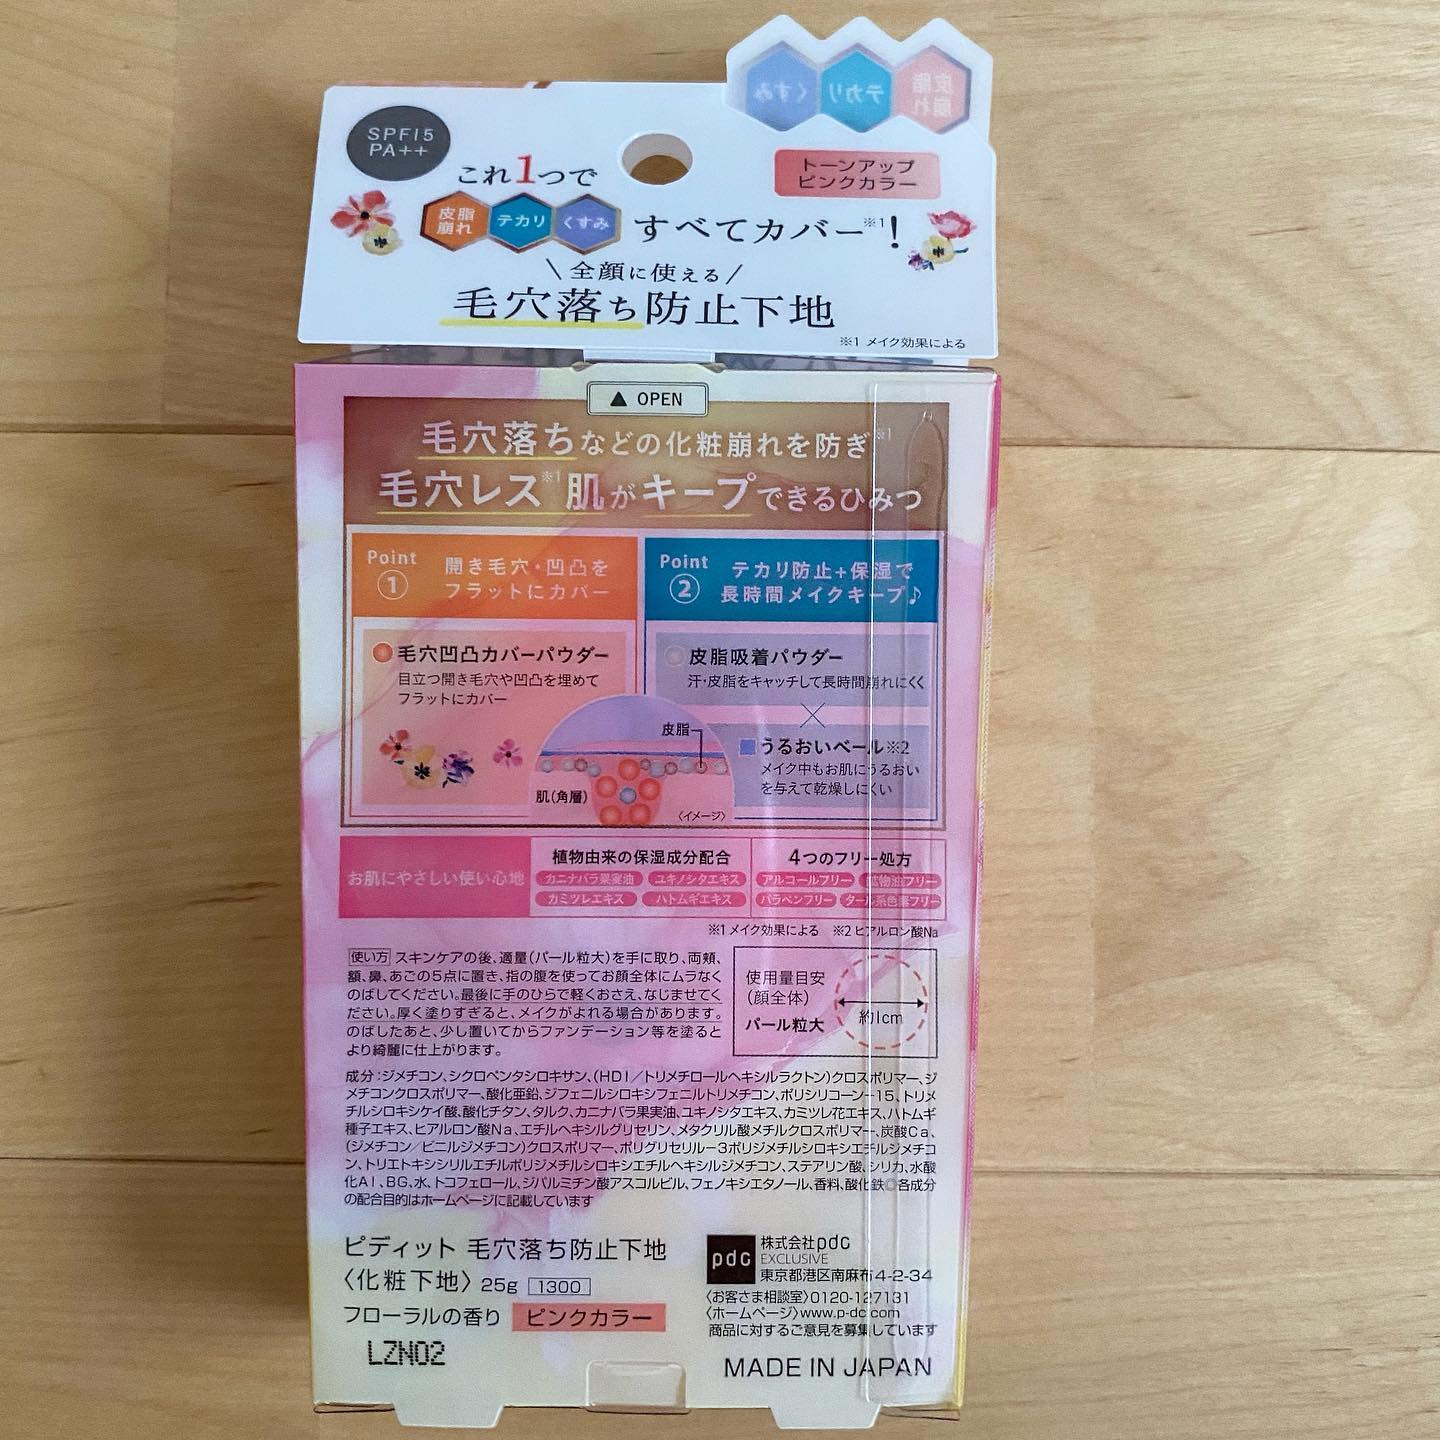 くすみ テカリ 皮脂崩れ
SPF15
PA++
トーンアップ
ピンクカラー
これ1つで
皮脂崩れ テカリ くすみ すべてカバー※1！
＼全顔に使える／
毛穴落ち防止下地
※1 メイク効果による
▲ OPEN
毛穴落ちなどの化粧崩れを防ぎ※1
毛穴レス※1肌がキープできるひみつ
Point
①
開き毛穴・凹凸を
フラットにカバー
毛穴凹凸カバーパウダー
目立つ開き毛穴や凹凸を埋めて
フラットにカバー
Point
②
テカリ防止+保湿で
長時間メイクキープ♪
皮脂吸着パウダー
汗・皮脂をキャッチして長時間崩れにくく
うるおいベール※2
メイク中もお肌にうるおい
を与えて乾燥しにくい
皮脂
肌（角層）
〈イメージ〉
お肌にやさしい使い心地
植物由来の保湿成分配合
カニナバラ果実油 ユキノシタエキス
カミツレエキス ハトムギエキス
4つのフリー処方
アルコールフリー 鉱物油フリー
パラベンフリー タール系色素フリー
※1 メイク効果による ※2 ヒアルロン酸Na
使い方 スキンケアの後、適量（パール粒大）を手に取り、両頬、
額、鼻、あごの5点に置き、指の腹を使ってお顔全体にムラなく
のばしてください。最後に手のひらで軽くおさえ、なじませてく
ださい。厚く塗りすぎると、メイクがよれる場合があります。
のばしたあと、少し置いてからファンデーション等を塗ると
より綺麗に仕上がります。
使用量目安
（顔全体）
パール粒大
約1cm
成分：ジメチコン、シクロペンタシロキサン、（HDI／トリメチロールヘキシルラクトン）クロスポリマー、ジ
メチコンクロスポリマー、酸化亜鉛、ジフェニルシロキシフェニルトリメチコン、ポリシリコーン-15、トリメ
チルシロキシケイ酸、酸化チタン、タルク、カニナバラ果実油、ユキノシタエキス、カミツレ花エキス、ハトムギ
種子エキス、ヒアルロン酸Na、エチルヘキシルグリセリン、メタクリル酸メチルクロスポリマー、炭酸Ca、
（ジメチコン／ビニルジメチコン）クロスポリマー、ポリグリセリル-3ポリジメチルシロキシエチルジメチコ
ン、トリエトキシシリルエチルポリジメチルシロキシエチルヘキシルジメチコン、ステアリン酸、シリカ、水酸
化Al、BG、水、トコフェロール、ジパルミチン酸アスコルビル、フェノキシエタノール、香料、酸化鉄◎各成分
の配合目的はホームページに記載しています
ピディット 毛穴落ち防止下地
〈化粧下地〉 25g 1300
フローラルの香り ピンクカラー
LZN02
pdc
株式会社pdc
EXCLUSIVE
東京都港区南麻布4-2-34
〈お客さま相談室〉0120-127131
〈ホームページ〉www.p-dc.com
商品に対するご意見を募集しています
MADE IN JAPAN